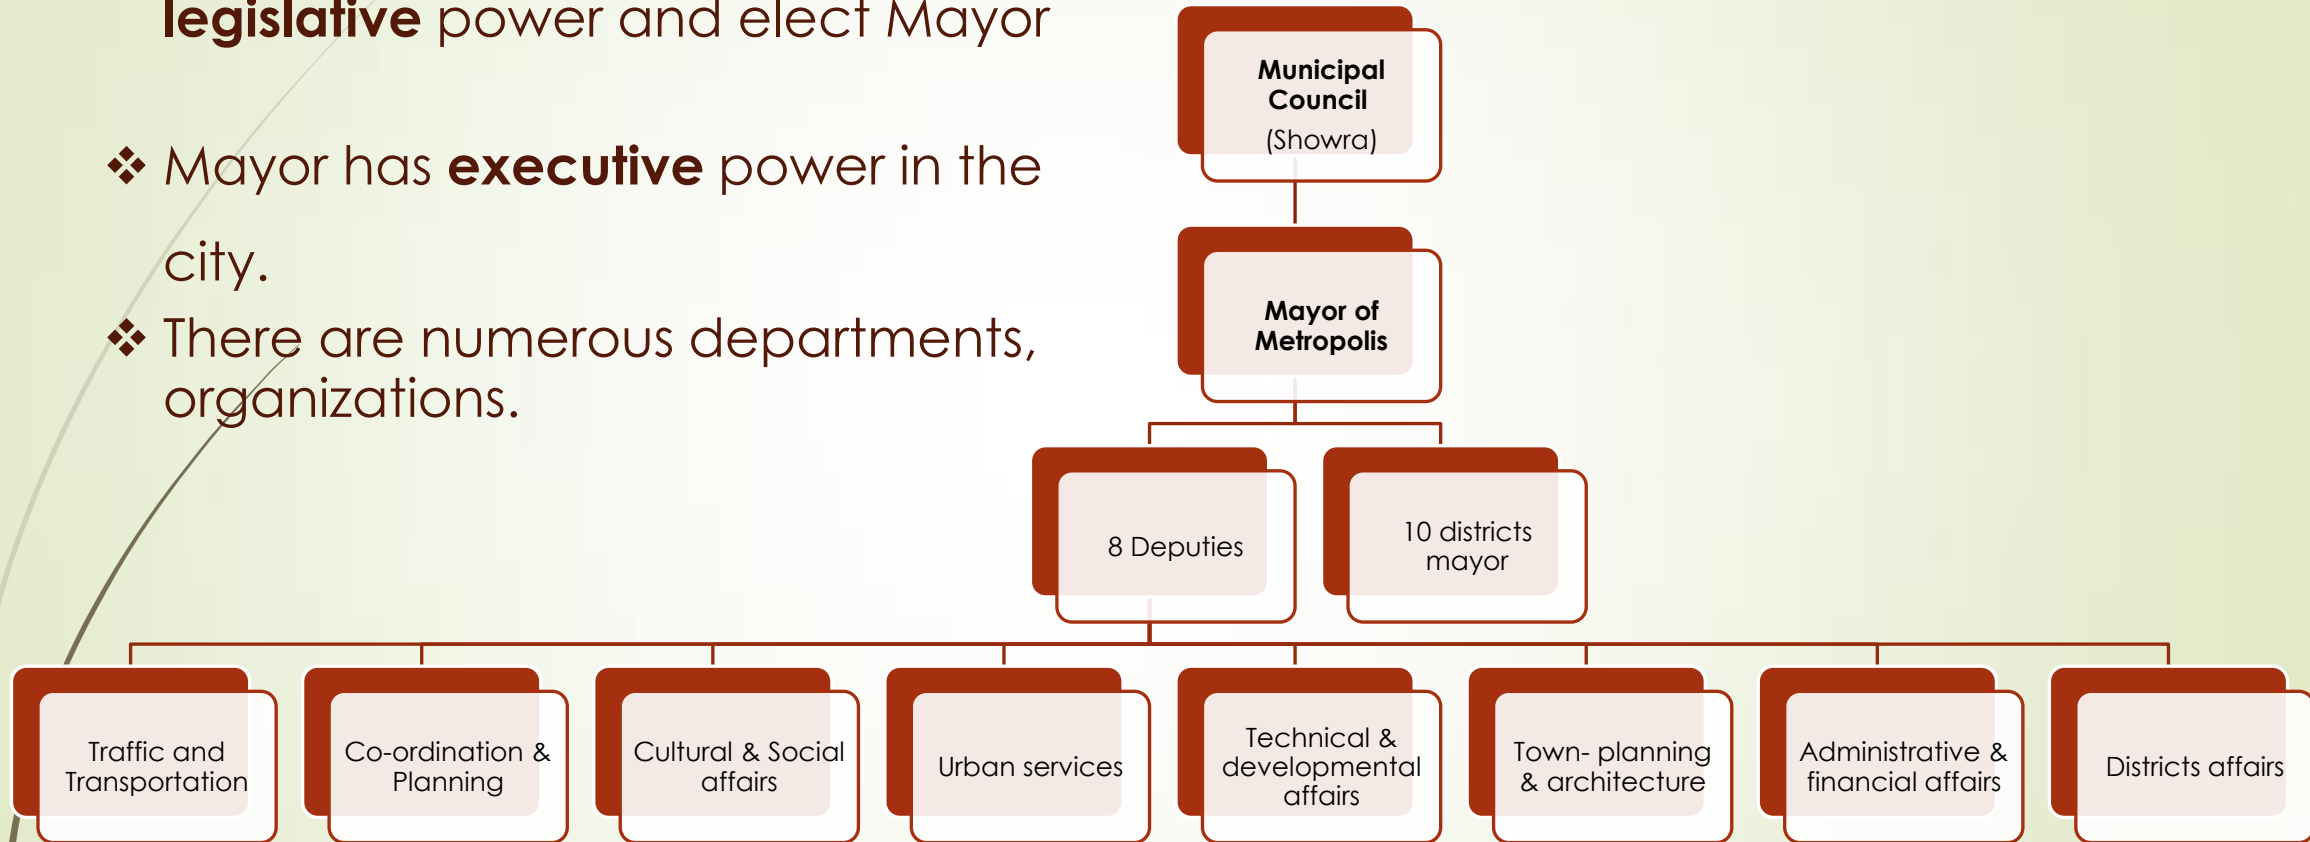 legislative power and elect Mayor
❖ Mayor has executive power in the
city.
❖ There are numerous departments,
organizations.
Municipal
Council
(Showra)
Mayor of
Metropolis
8 Deputies
10 districts
mayor
Traffic and
Transportation
Co-ordination &
Planning
Cultural & Social
affairs
Urban services
Technical &
developmental
affairs
Town- planning
& architecture
Administrative &
financial affairs
Districts affairs